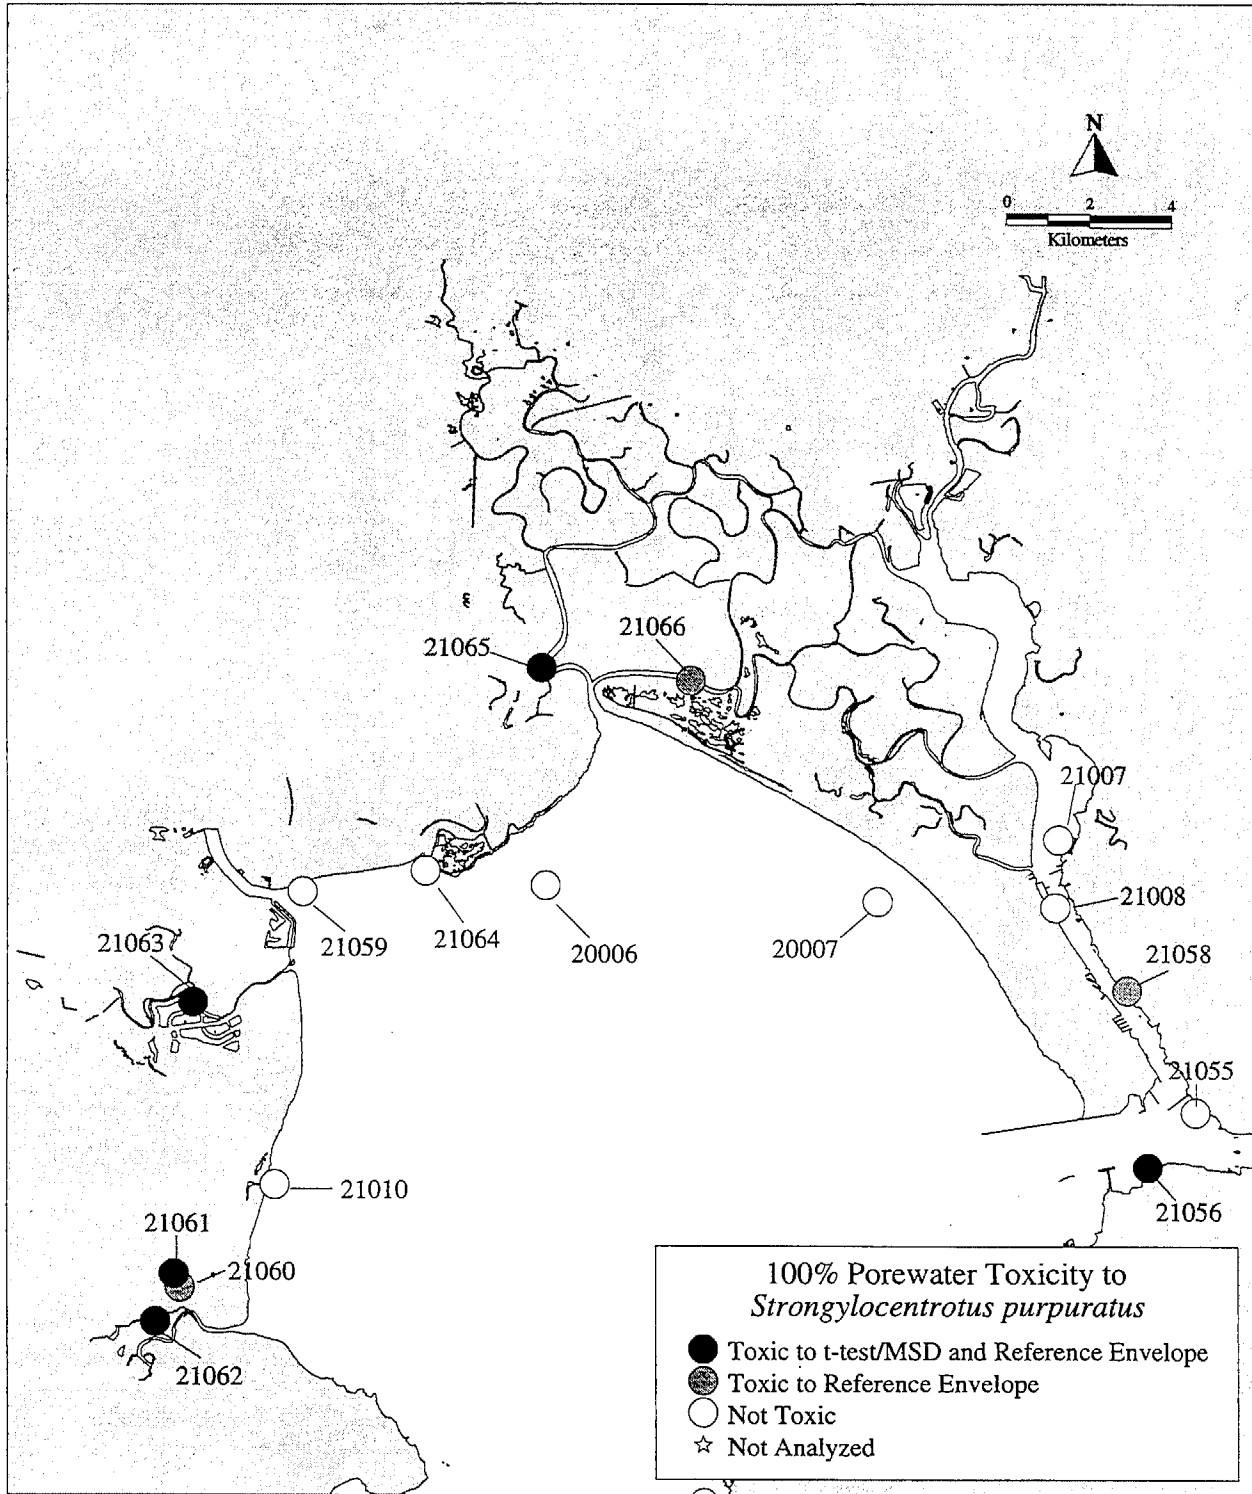 N
0 2 4
Kilometers
21066
21065
21007
21008
21063
21059
21064
20006
20007
21058
21055
21010
21056
21061
21060
21062
100% Porewater Toxicity to
Strongylocentrotus purpuratus
Toxic to t-test/MSD and Reference Envelope
Toxic to Reference Envelope
Not Toxic
Not Analyzed